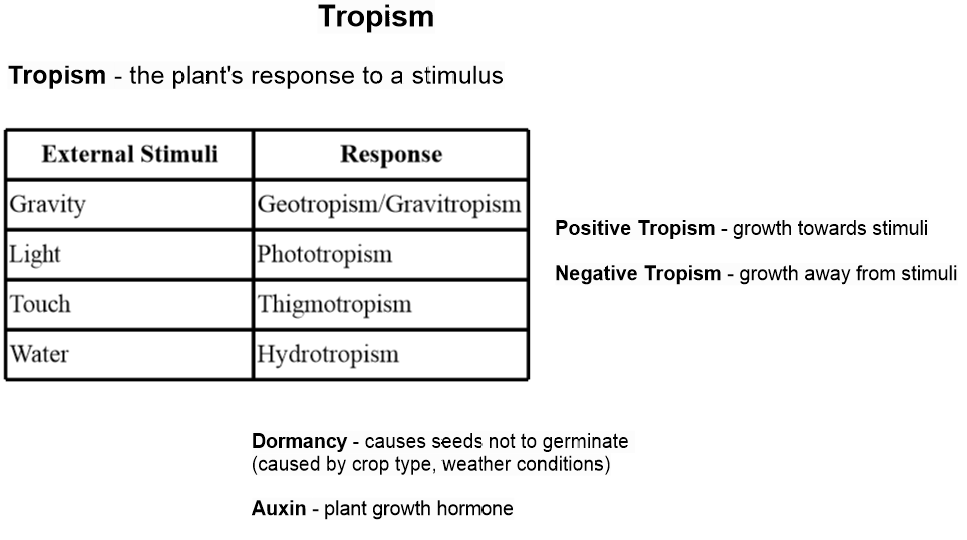 Tropism
Tropism - the plant's response to a stimulus
External Stimuli Response
Gravity Geotropism/Gravitropism
Light Phototropism
Touch Thigmotropism
Water Hydrotropism
Positive Tropism - growth towards stimuli
Negative Tropism - growth away from stimuli
Dormancy - causes seeds not to germinate
(caused by crop type, weather conditions)
Auxin - plant growth hormone